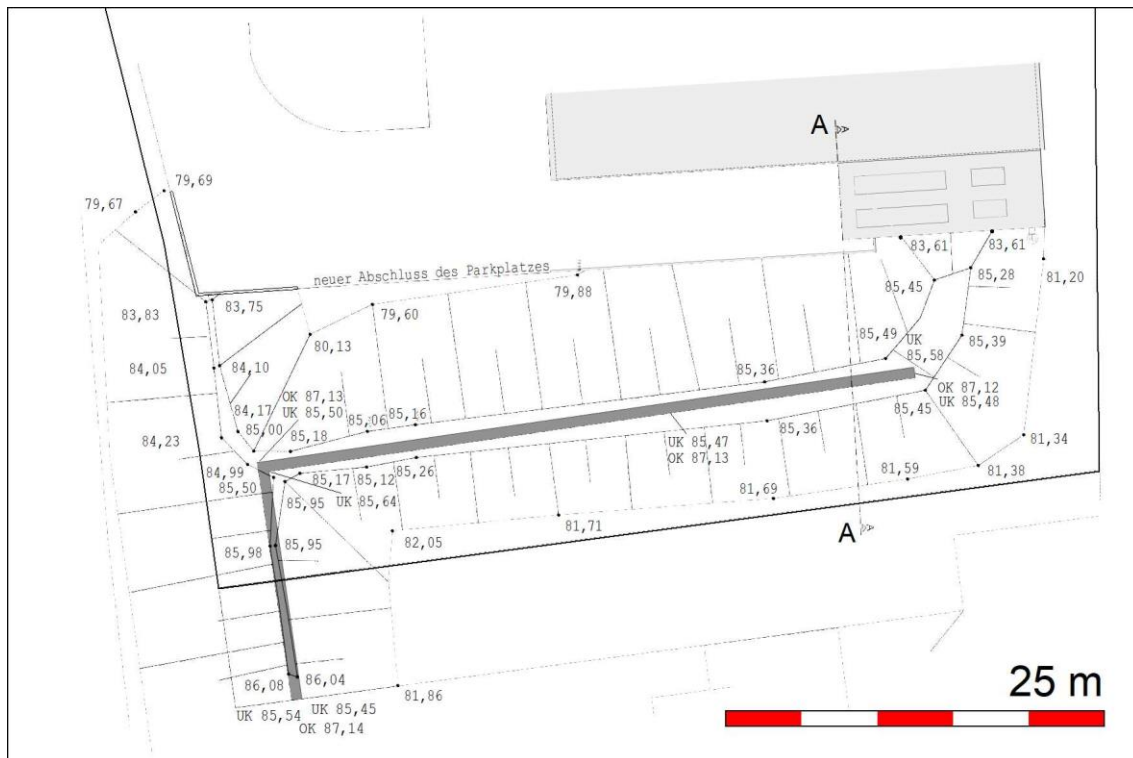 A
79,69
79,67
83,61
83,61
neuer Abschluss des Parkplatzes
85,28
81,20
79,88
85,45
83,83
83,75
79,60
85,49
UK
85,58
85,39
80,13
84,05
84,10
85,36
OK 87,13
UK 85,50
OK 87,12
UK 85,48
84,17
85,00
85,06
85,16
85,18
85,45
85,36
84,23
UK 85,47
OK 87,13
81,34
84,99
85,50
85,17
85,12
85,26
81,38
81,59
85,95
UK 85,64
81,69
81,71
A
82,05
85,98
85,95
25 m
86,08
86,04
81,86
UK 85,54
UK 85,45
OK 87,14